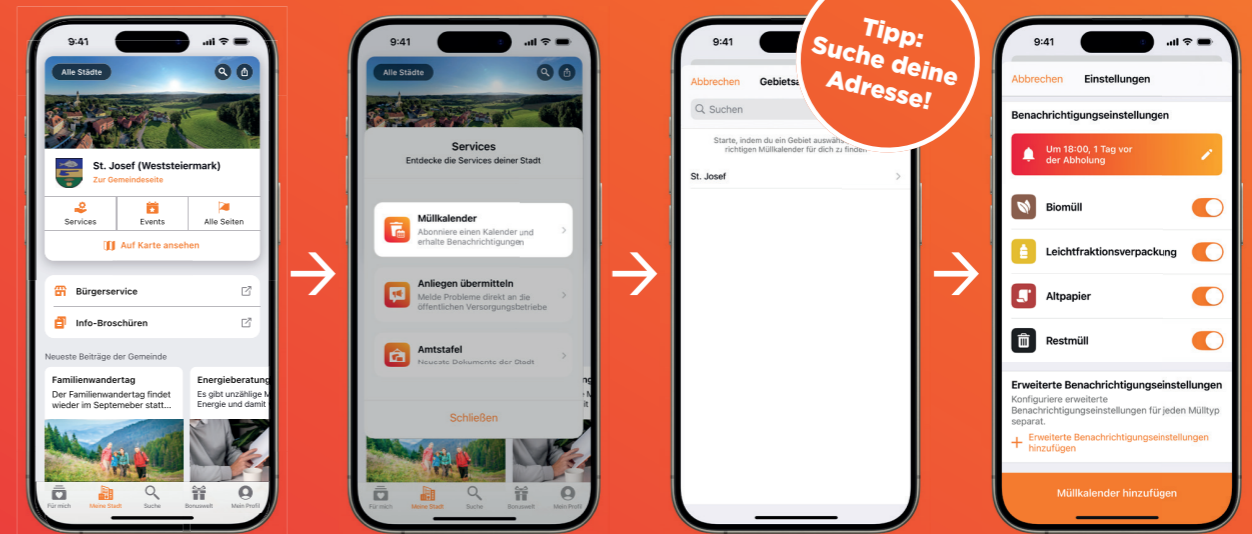 9:41
Alle Städte
St. Josef (Weststeiermark)
Zur Gemeindeseite
Services
Events
Alle Seiten
Auf Karte ansehen
Bürgerservice
Info-Broschüren
Neueste Beiträge der Gemeinde
Familienwandertag
Der Familienwandertag findet
wieder im Septemeber statt...
Energieberatung
Es gibt unzählige M
Energie und damit
Für mich
Meine Stadt
Suche
Bonuswelt
Mein Profil
9:41
Alle Städte
Services
Entdecke die Services deiner Stadt
Müllkalender
Abonniere einen Kalender und
erhalte Benachrichtigungen
Anliegen übermitteln
Melde Probleme direkt an die
öffentlichen Versorgungsbetriebe
Amtstafel
Neueste Dokumente der Stadt
Schließen
Für mich
Meine Stadt
Suche
Bonuswelt
Mein Profil
Tipp:
Suche deine
Adresse!
9:41
Abbrechen
Gebietsa
Suchen
Starte, indem du ein Gebiet auswähls
richtigen Müllkalender für dich zu finden
St. Josef
9:41
Abbrechen
Einstellungen
Benachrichtigungseinstellungen
Um 18:00, 1 Tag vor
der Abholung
Biomüll
Leichtfraktionsverpackung
Altpapier
Restmüll
Erweiterte Benachrichtigungseinstellungen
Konfiguriere erweiterte
Benachrichtigungseinstellungen für jeden Mülltyp
separat.
Erweiterte Benachrichtigungseinstellungen
hinzufügen
Müllkalender hinzufügen